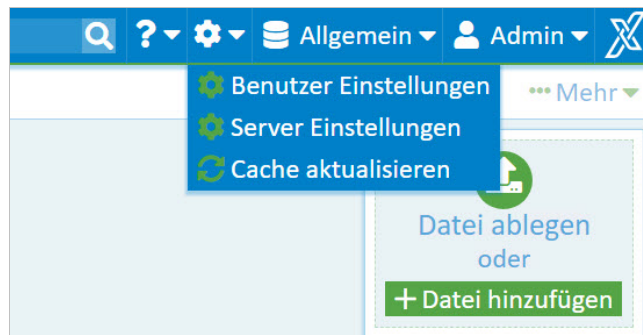 ? Allgemein Admin
Benutzer Einstellungen
Mehr
Server Einstellungen
Cache aktualisieren
Datei ablegen
oder
+ Datei hinzufügen